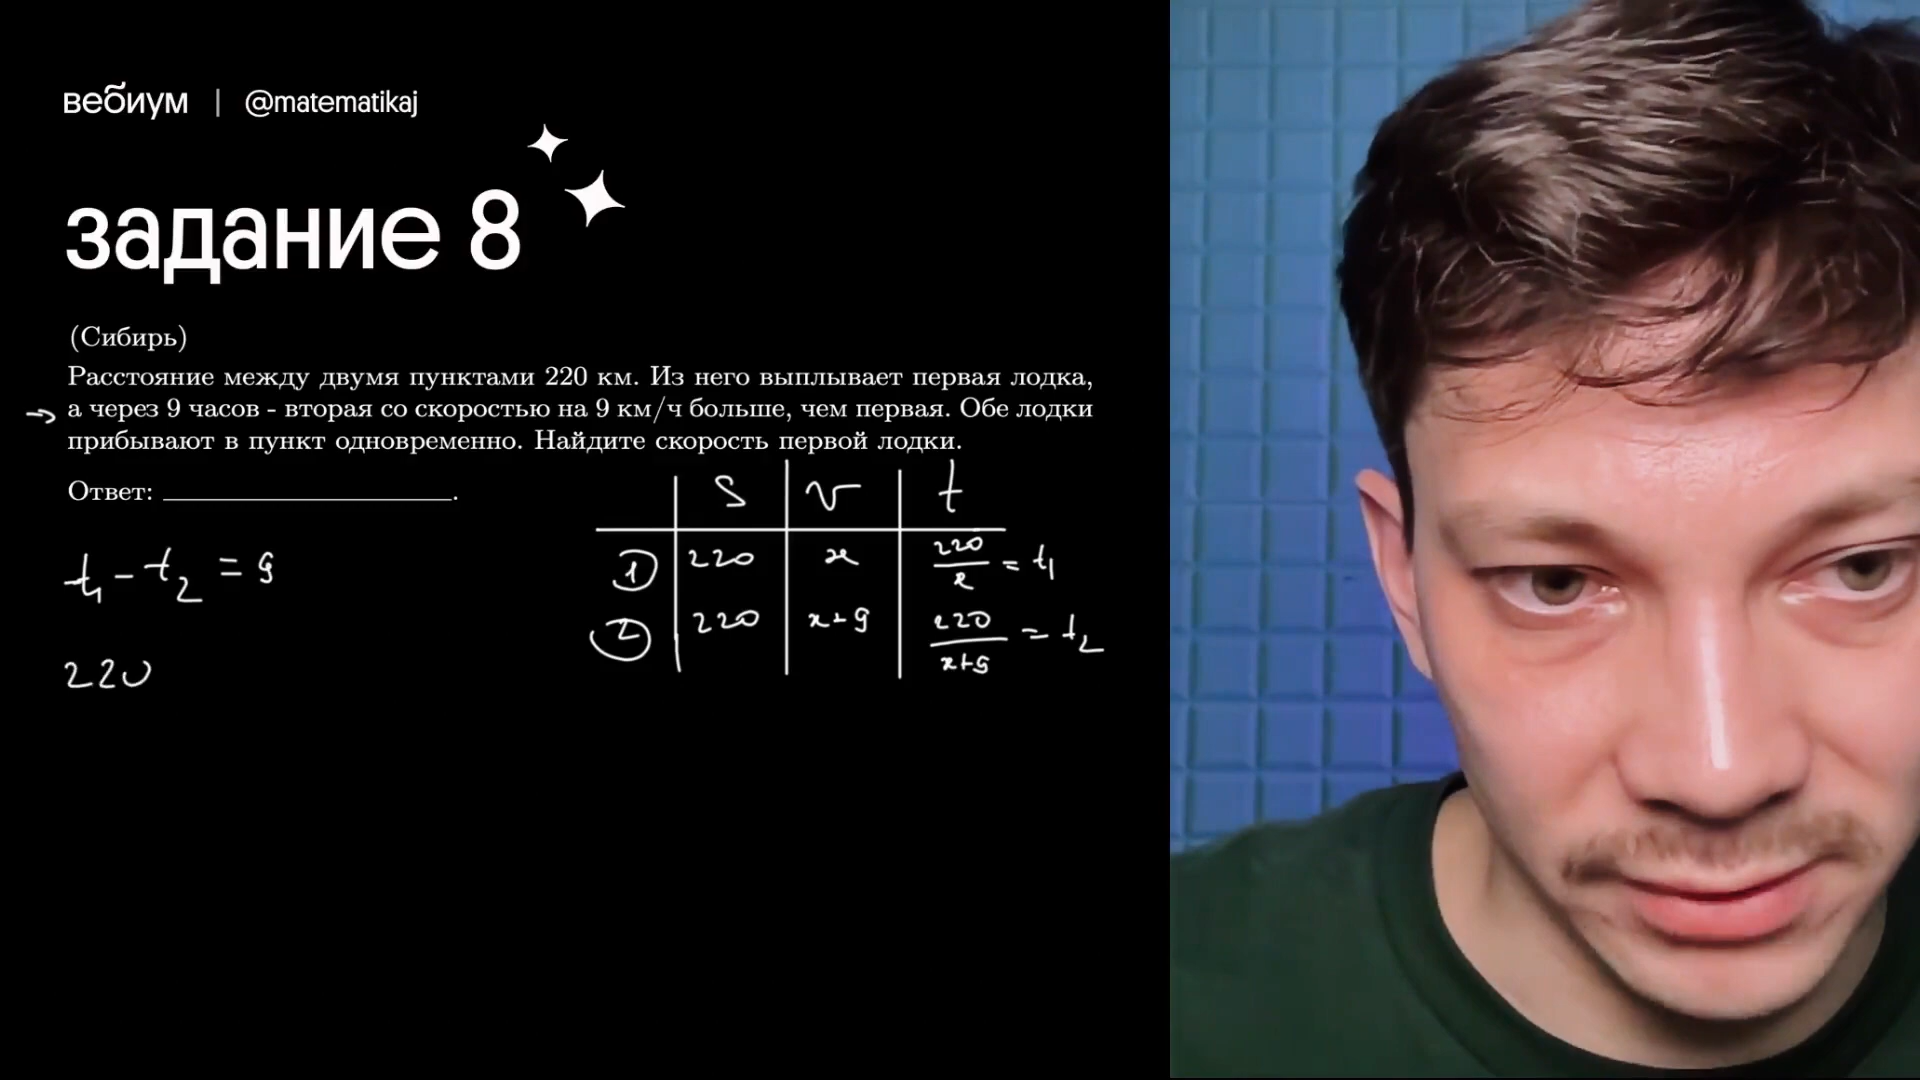 вебиум | @matematikaj
задание 8
(Сибирь)
Расстояние между двумя пунктами 220 км. Из него выплывает первая лодка,
а через 9 часов - вторая со скоростью на 9 км/ч больше, чем первая. Обе лодки
прибывают в пункт одновременно. Найдите скорость первой лодки.
Ответ: .
S v t
1 220 x 220/x = t₁
2 220 x+9 220/x+9 = t₂
t₁ - t₂ = 9
220